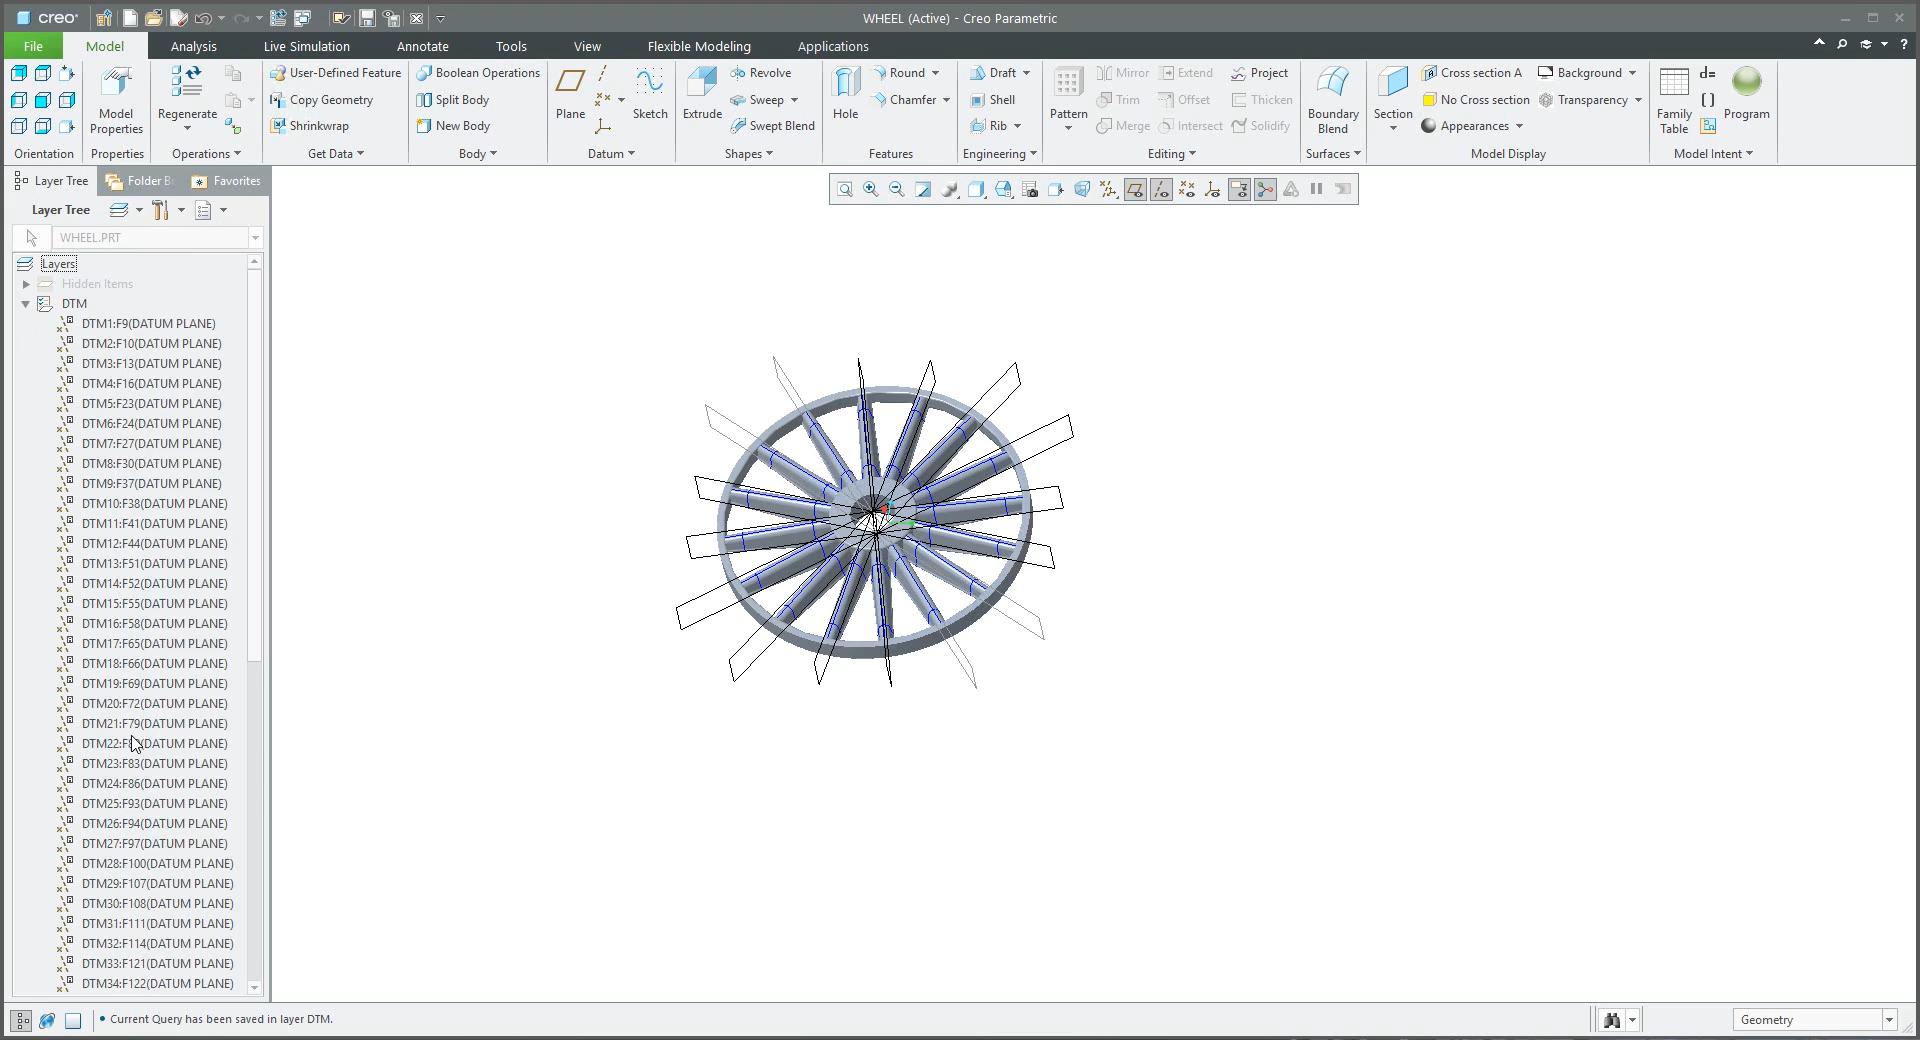 creo°
WHEEL (Active) - Creo Parametric
File
Model
Analysis
Live Simulation
Annotate
Tools
View
Flexible Modeling
Applications
Model Properties
Regenerate
User-Defined Feature
Copy Geometry
Shrinkwrap
Boolean Operations
Split Body
New Body
Plane
Sketch
Extrude
Revolve
Sweep
Swept Blend
Hole
Round
Chamfer
Draft
Shell
Rib
Pattern
Mirror
Trim
Merge
Extend
Offset
Intersect
Project
Thicken
Solidify
Boundary Blend
Section
Cross section A
No Cross section
Appearances
Background
Transparency
Family Table
d=
Program
Orientation
Properties
Operations
Get Data
Body
Datum
Shapes
Features
Engineering
Editing
Surfaces
Model Display
Model Intent
Layer Tree
Folder B
Favorites
Layer Tree
WHEEL.PRT
Layers
Hidden Items
DTM
DTM1:F9(DATUM PLANE)
DTM2:F10(DATUM PLANE)
DTM3:F13(DATUM PLANE)
DTM4:F16(DATUM PLANE)
DTM5:F23(DATUM PLANE)
DTM6:F24(DATUM PLANE)
DTM7:F27(DATUM PLANE)
DTM8:F30(DATUM PLANE)
DTM9:F37(DATUM PLANE)
DTM10:F38(DATUM PLANE)
DTM11:F41(DATUM PLANE)
DTM12:F44(DATUM PLANE)
DTM13:F51(DATUM PLANE)
DTM14:F52(DATUM PLANE)
DTM15:F55(DATUM PLANE)
DTM16:F58(DATUM PLANE)
DTM17:F65(DATUM PLANE)
DTM18:F66(DATUM PLANE)
DTM19:F69(DATUM PLANE)
DTM20:F72(DATUM PLANE)
DTM21:F79(DATUM PLANE)
DTM22:F (DATUM PLANE)
DTM23:F83(DATUM PLANE)
DTM24:F86(DATUM PLANE)
DTM25:F93(DATUM PLANE)
DTM26:F94(DATUM PLANE)
DTM27:F97(DATUM PLANE)
DTM28:F100(DATUM PLANE)
DTM29:F107(DATUM PLANE)
DTM30:F108(DATUM PLANE)
DTM31:F111(DATUM PLANE)
DTM32:F114(DATUM PLANE)
DTM33:F121(DATUM PLANE)
DTM34:F122(DATUM PLANE)
• Current Query has been saved in layer DTM.
Geometry